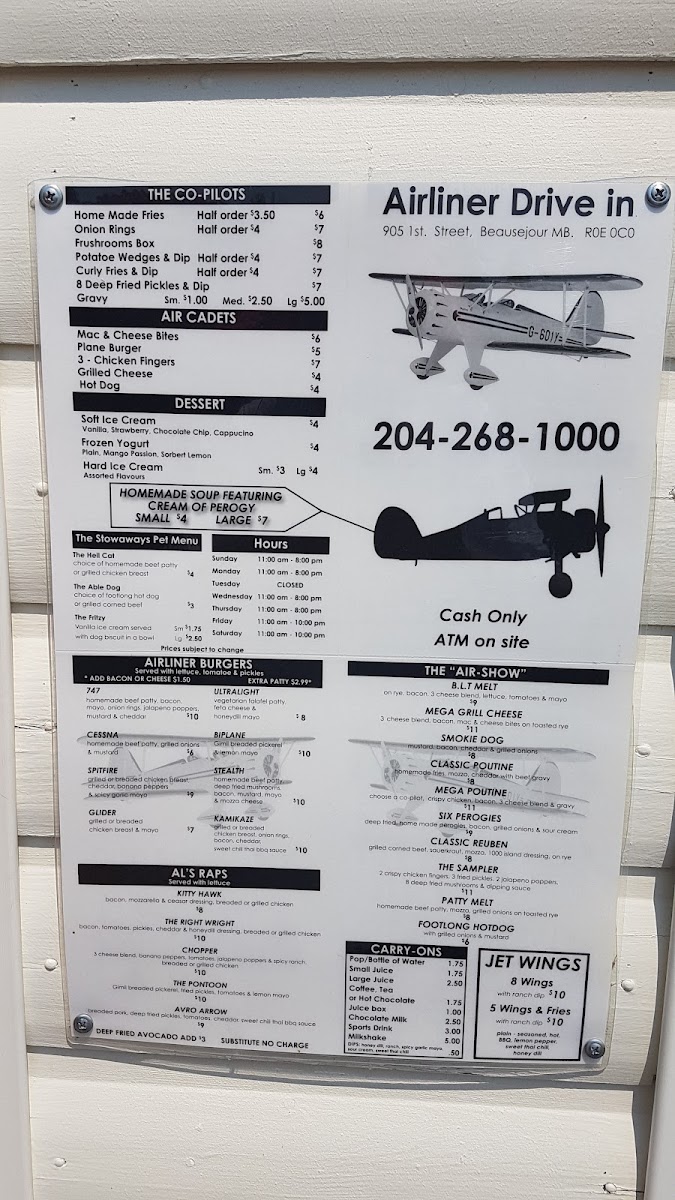 THE CO-PILOTS
Home Made Fries Half order $3.50 $6
Onion Rings Half order $4 $7
Frushrooms Box $8
Potatoe Wedges & Dip Half order $4 $7
Curly Fries & Dip Half order $4 $7
8 Deep Fried Pickles & Dip $7
Gravy Sm. $1.00 Med. $2.50 Lg $5.00
AIR CADETS
Mac & Cheese Bites $6
Plane Burger $5
3 - Chicken Fingers $7
Grilled Cheese $4
Hot Dog $4
DESSERT
Soft Ice Cream $4
Vanilla, Strawberry, Chocolate Chip, Cappucino
Frozen Yogurt $4
Plain, Mango Passion, Sorbert Lemon
Hard Ice Cream Sm. $3 Lg $4
Assorted Flavours
HOMEMADE SOUP FEATURING
CREAM OF PEROGY
SMALL $4 LARGE $7
The Stowaways Pet Menu
The Hell Cat
choice of homemade beef patty
or grilled chicken breast $4
The Able Dog
choice of footlong hot dog
or grilled corned beef $3
The Fritzy
Vanilla ice cream served Sm $1.75
with dog biscuit in a bowl Lg $2.50
Hours
Sunday 11:00 am - 8:00 pm
Monday 11:00 am - 8:00 pm
Tuesday CLOSED
Wednesday 11:00 am - 8:00 pm
Thursday 11:00 am - 8:00 pm
Friday 11:00 am - 10:00 pm
Saturday 11:00 am - 10:00 pm
Prices subject to change
Airliner Drive in
905 1st. Street, Beausejour MB. R0E 0C0
G-BDIY
204-268-1000
Cash Only
ATM on site
AIRLINER BURGERS
Served with lettuce, tomatoe & pickles
* ADD BACON OR CHEESE $1.50 EXTRA PATTY $2.99*
747
homemade beef patty, bacon,
mayo, onion rings, jalapeno poppers,
mustard & cheddar $10
CESSNA
homemade beef patty, grilled onions
& mustard $6
SPITFIRE
grilled or breaded chicken breast,
cheddar, banana peppers
& spicy garlic mayo $9
GLIDER
grilled or breaded
chicken breast & mayo $7
ULTRALIGHT
vegetarian falafel patty,
feta cheese &
honeydill mayo $8
BIPLANE
Gimli breaded pickerel
& lemon mayo $10
STEALTH
homemade beef patty
deep fried mushrooms
bacon, mustard, mayo
& mozza cheese $10
KAMIKAZE
grilled or breaded
chicken breast, onion rings,
bacon, cheddar,
sweet chili thai bbq sauce $10
AL'S RAPS
Served with lettuce
KITTY HAWK
bacon, mozzarella & ceasar dressing, breaded or grilled chicken
$8
THE RIGHT WRIGHT
bacon, tomatoes, pickles, cheddar & honeydill dressing, breaded or grilled chicken
$10
CHOPPER
3 cheese blend, banana peppers, tomatoes, jalapeno poppers & spicy ranch
breaded or grilled chicken
$10
THE PONTOON
Gimli breaded pickerel, fried pickles, tomatoes & lemon mayo
$10
AVRO ARROW
breaded pork, deep fried pickles, tomatoes, cheddar, sweet chili thai bbq sauce
$9
DEEP FRIED AVOCADO ADD $3 SUBSTITUTE NO CHARGE
THE "AIR-SHOW"
B.L.T MELT
on rye, bacon, 3 cheese blend, lettuce, tomatoes & mayo
$9
MEGA GRILL CHEESE
3 cheese blend, bacon, mac & cheese bites on toasted rye
$11
SMOKIE DOG
mustard, bacon, cheddar & grilled onions
$8
CLASSIC POUTINE
homemade fries, mozza, cheddar with beef gravy
$8
MEGA POUTINE
choose a co-pilot, crispy chicken, bacon, 3 cheese blend & gravy
$11
SIX PEROGIES
deep fried, home made perogies, bacon, grilled onions & sour cream
$9
CLASSIC REUBEN
grilled corned beef, sauerkraut, mozza, 1000 island dressing, on rye
$8
THE SAMPLER
2 crispy chicken fingers, 3 fried pickles, 2 jalapeno poppers,
8 deep fried mushrooms & dipping sauce
$11
PATTY MELT
homemade beef patty, mozza, grilled onions on toasted rye
$8
FOOTLONG HOTDOG
with grilled onions & mustard
$6
CARRY-ONS
Pop/Bottle of Water 1.75
Small Juice 1.75
Large Juice 2.50
Coffee, Tea
or Hot Chocolate 1.75
Juice box 1.00
Chocolate Milk 2.50
Sports Drink 3.00
Milkshake 5.00
DIPS: honey dill, ranch, spicy garlic mayo,
sour cream, sweet thai chili .50
JET WINGS
8 Wings
with ranch dip $10
5 Wings & Fries
with ranch dip $10
plain - seasoned, hot,
BBQ, lemon pepper,
sweet thai chili,
honey dill